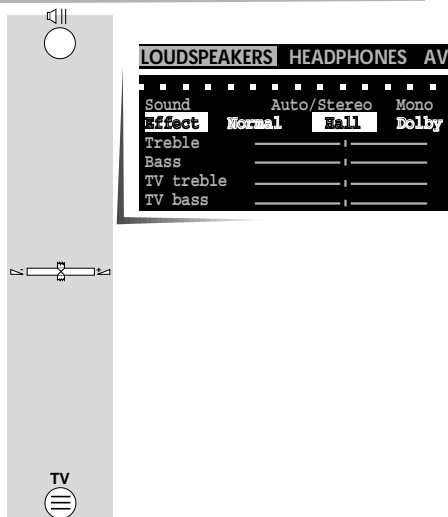 LOUDSPEAKERS HEADPHONES AV
Sound Auto/Stereo Mono
Effect Normal Hall Dolby
Treble
Bass
TV treble
TV bass
- +
TV